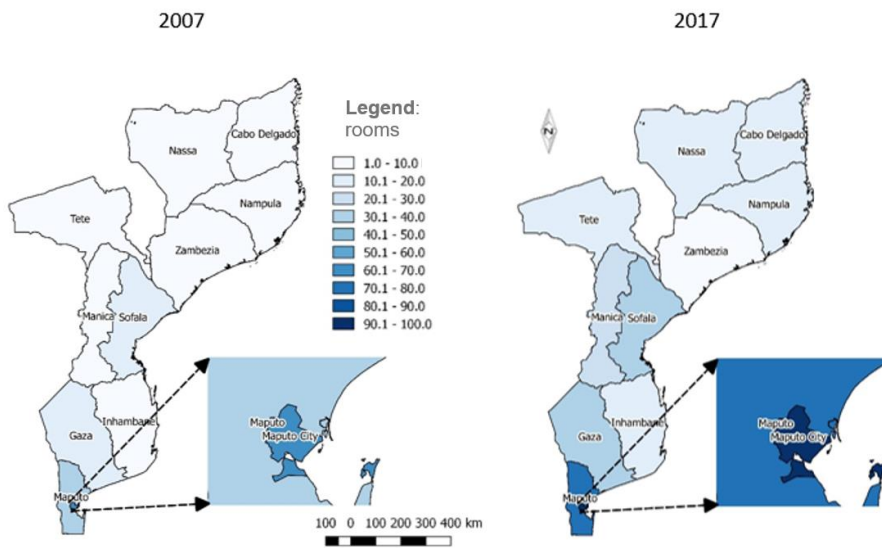 2007
2017
Legend:
rooms
1.0 - 10.0
10.1 - 20.0
20.1 - 30.0
30.1 - 40.0
40.1 - 50.0
50.1 - 60.0
60.1 - 70.0
70.1 - 80.0
80.1 - 90.0
90.1 - 100.0
Cabo Delgado
Nassa
Nampula
Tete
Zambezia
Manica
Sofala
Inhambane
Gaza
Maputo
Maputo
Maputo City
100 0 100 200 300 400 km
N
Cabo Delgado
Nassa
Nampula
Tete
Zambezia
Manica
Sofala
Inhambane
Gaza
Maputo
Maputo
Maputo City